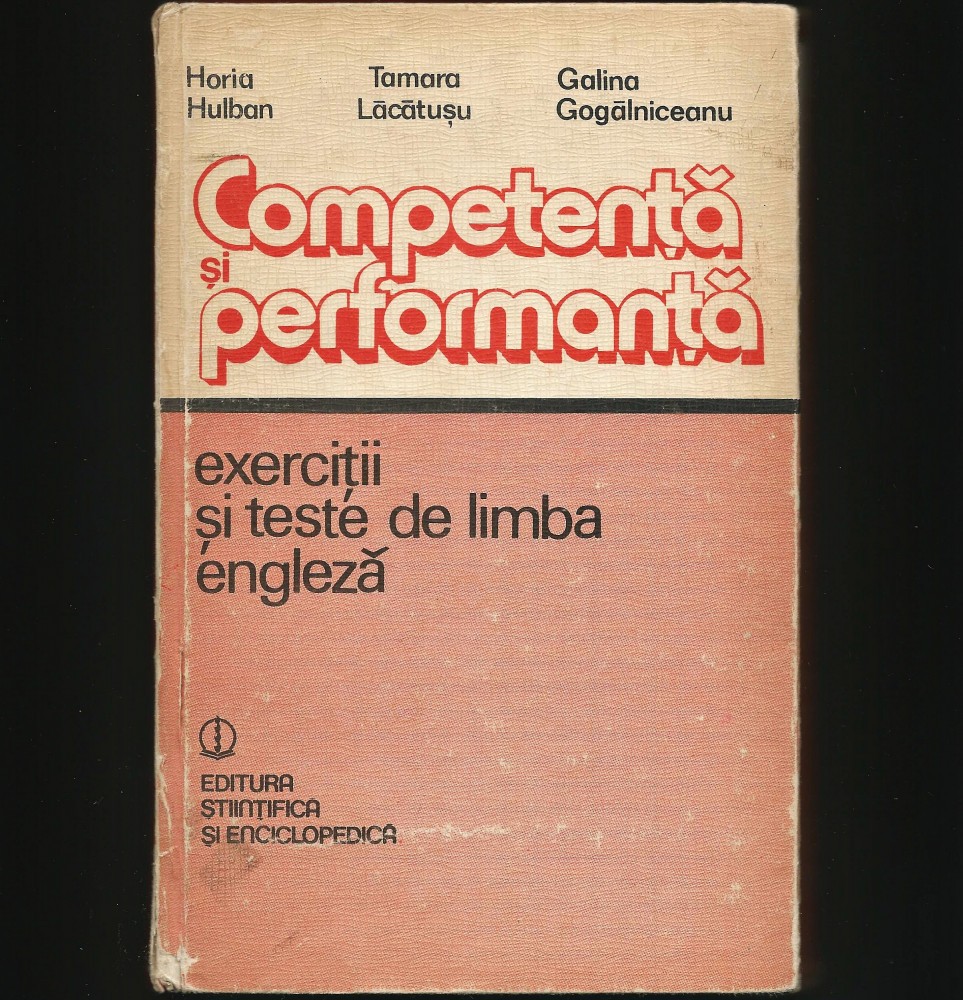 Horia Hulban
Tamara Lăcătușu
Galina Gogălniceanu
Competență
și
performanță
exerciții
și teste de limba
engleză
EDITURA
ȘTIINȚIFICĂ
ȘI ENCICLOPEDICĂ